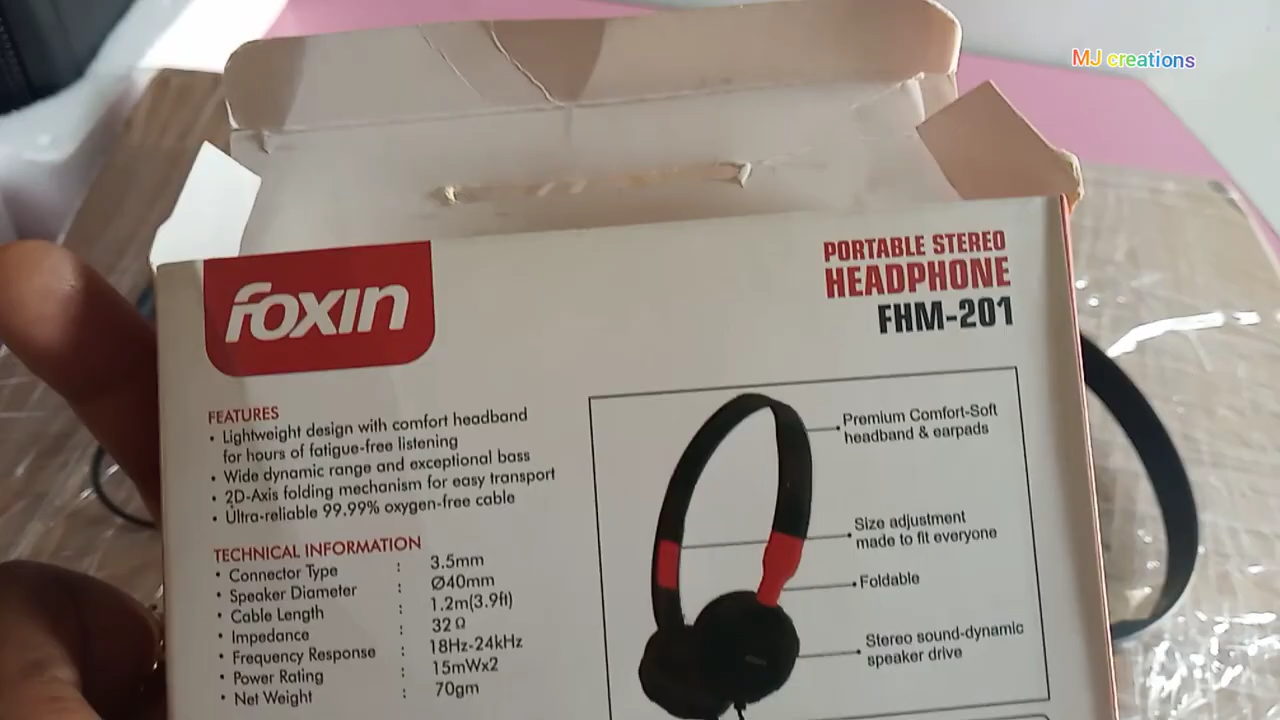 MJ creations
foxin
PORTABLE STEREO
HEADPHONE
FHM-201
FEATURES
• Lightweight design with comfort headband
for hours of fatigue-free listening
• Wide dynamic range and exceptional bass
• 2D-Axis folding mechanism for easy transport
• Ultra-reliable 99.99% oxygen-free cable
TECHNICAL INFORMATION
• Connector Type : 3.5mm
• Speaker Diameter : Ø40mm
• Cable Length : 1.2m(3.9ft)
• Impedance : 32 Ω
• Frequency Response : 18Hz-24kHz
• Power Rating : 15mWx2
• Net Weight : 70gm
Premium Comfort-Soft
headband & earpads
Size adjustment
made to fit everyone
Foldable
Stereo sound-dynamic
speaker drive